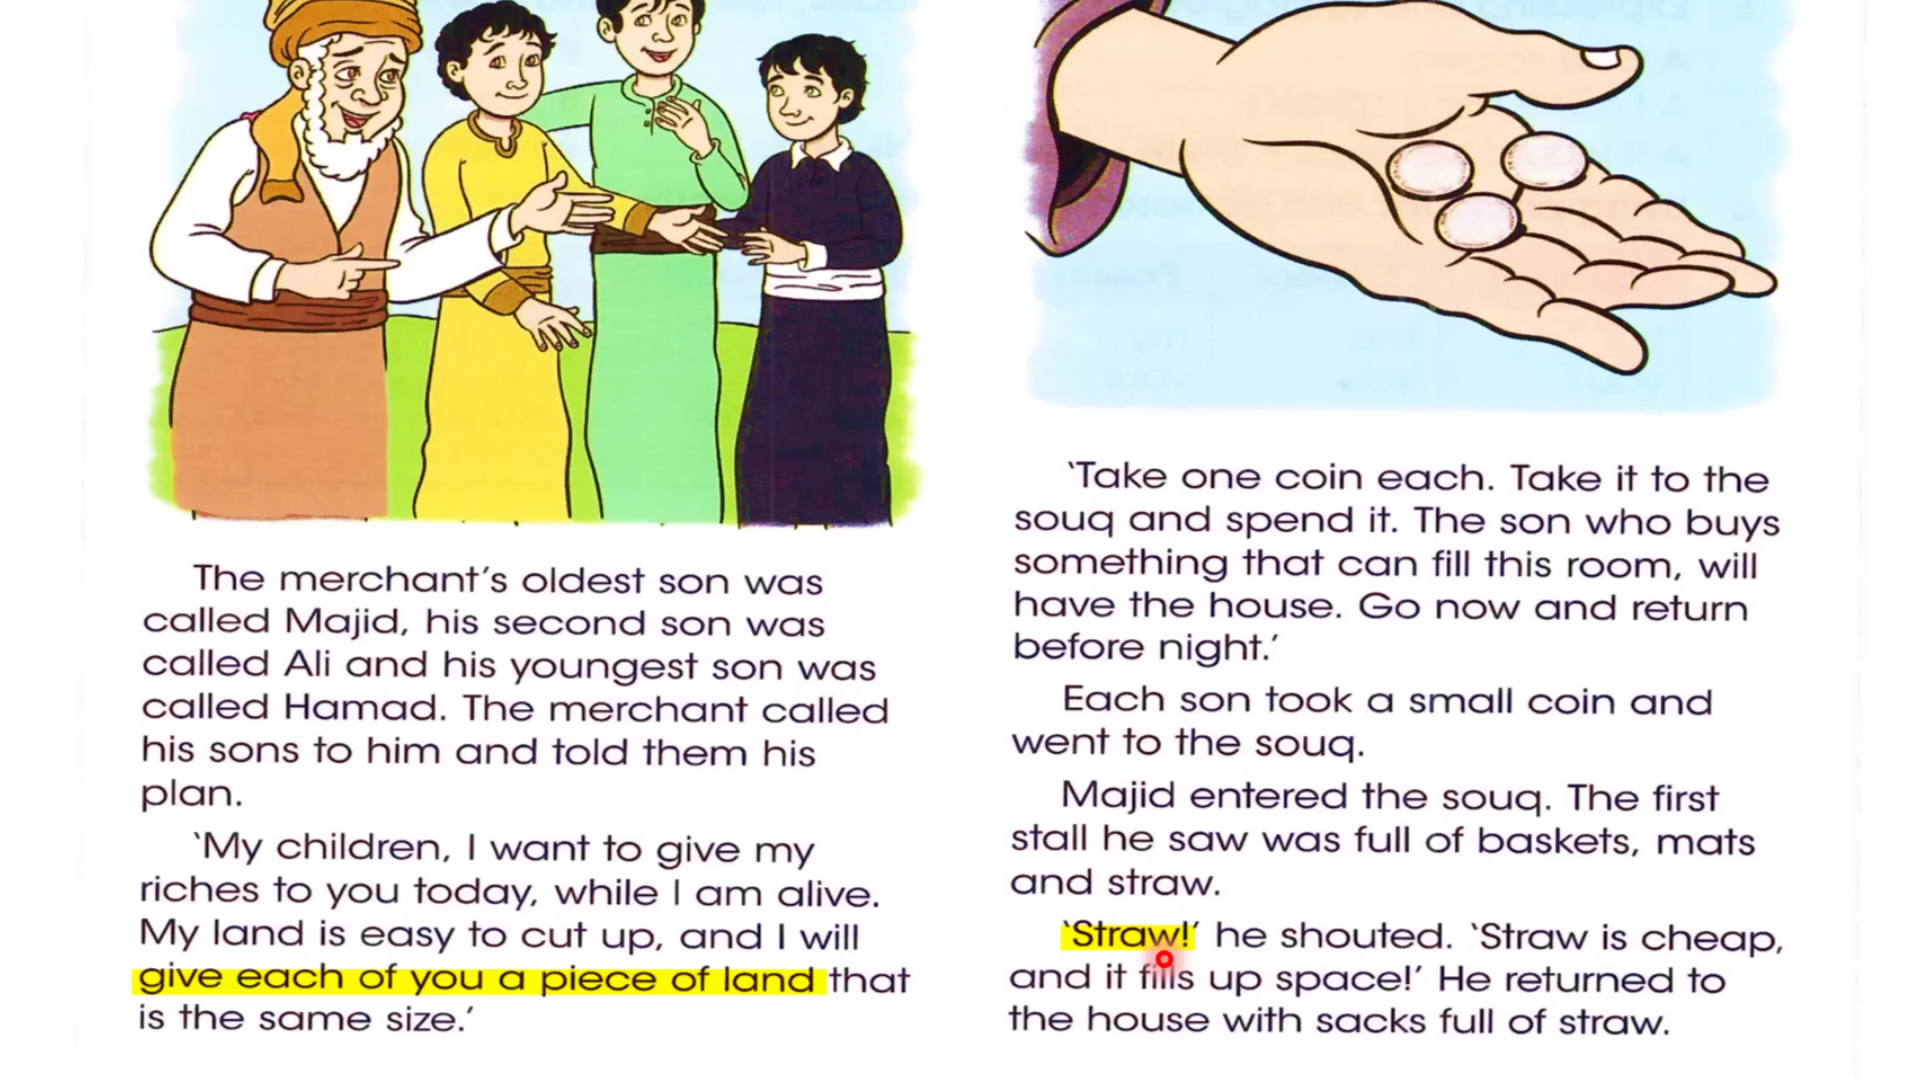 The merchant's oldest son was
called Majid, his second son was
called Ali and his youngest son was
called Hamad. The merchant called
his sons to him and told them his
plan.
'My children, I want to give my
riches to you today, while I am alive.
My land is easy to cut up, and I will
give each of you a piece of land that
is the same size.'
'Take one coin each. Take it to the
souq and spend it. The son who buys
something that can fill this room, will
have the house. Go now and return
before night.'
Each son took a small coin and
went to the souq.
Majid entered the souq. The first
stall he saw was full of baskets, mats
and straw.
'Straw!' he shouted. 'Straw is cheap,
and it fills up space!' He returned to
the house with sacks full of straw.